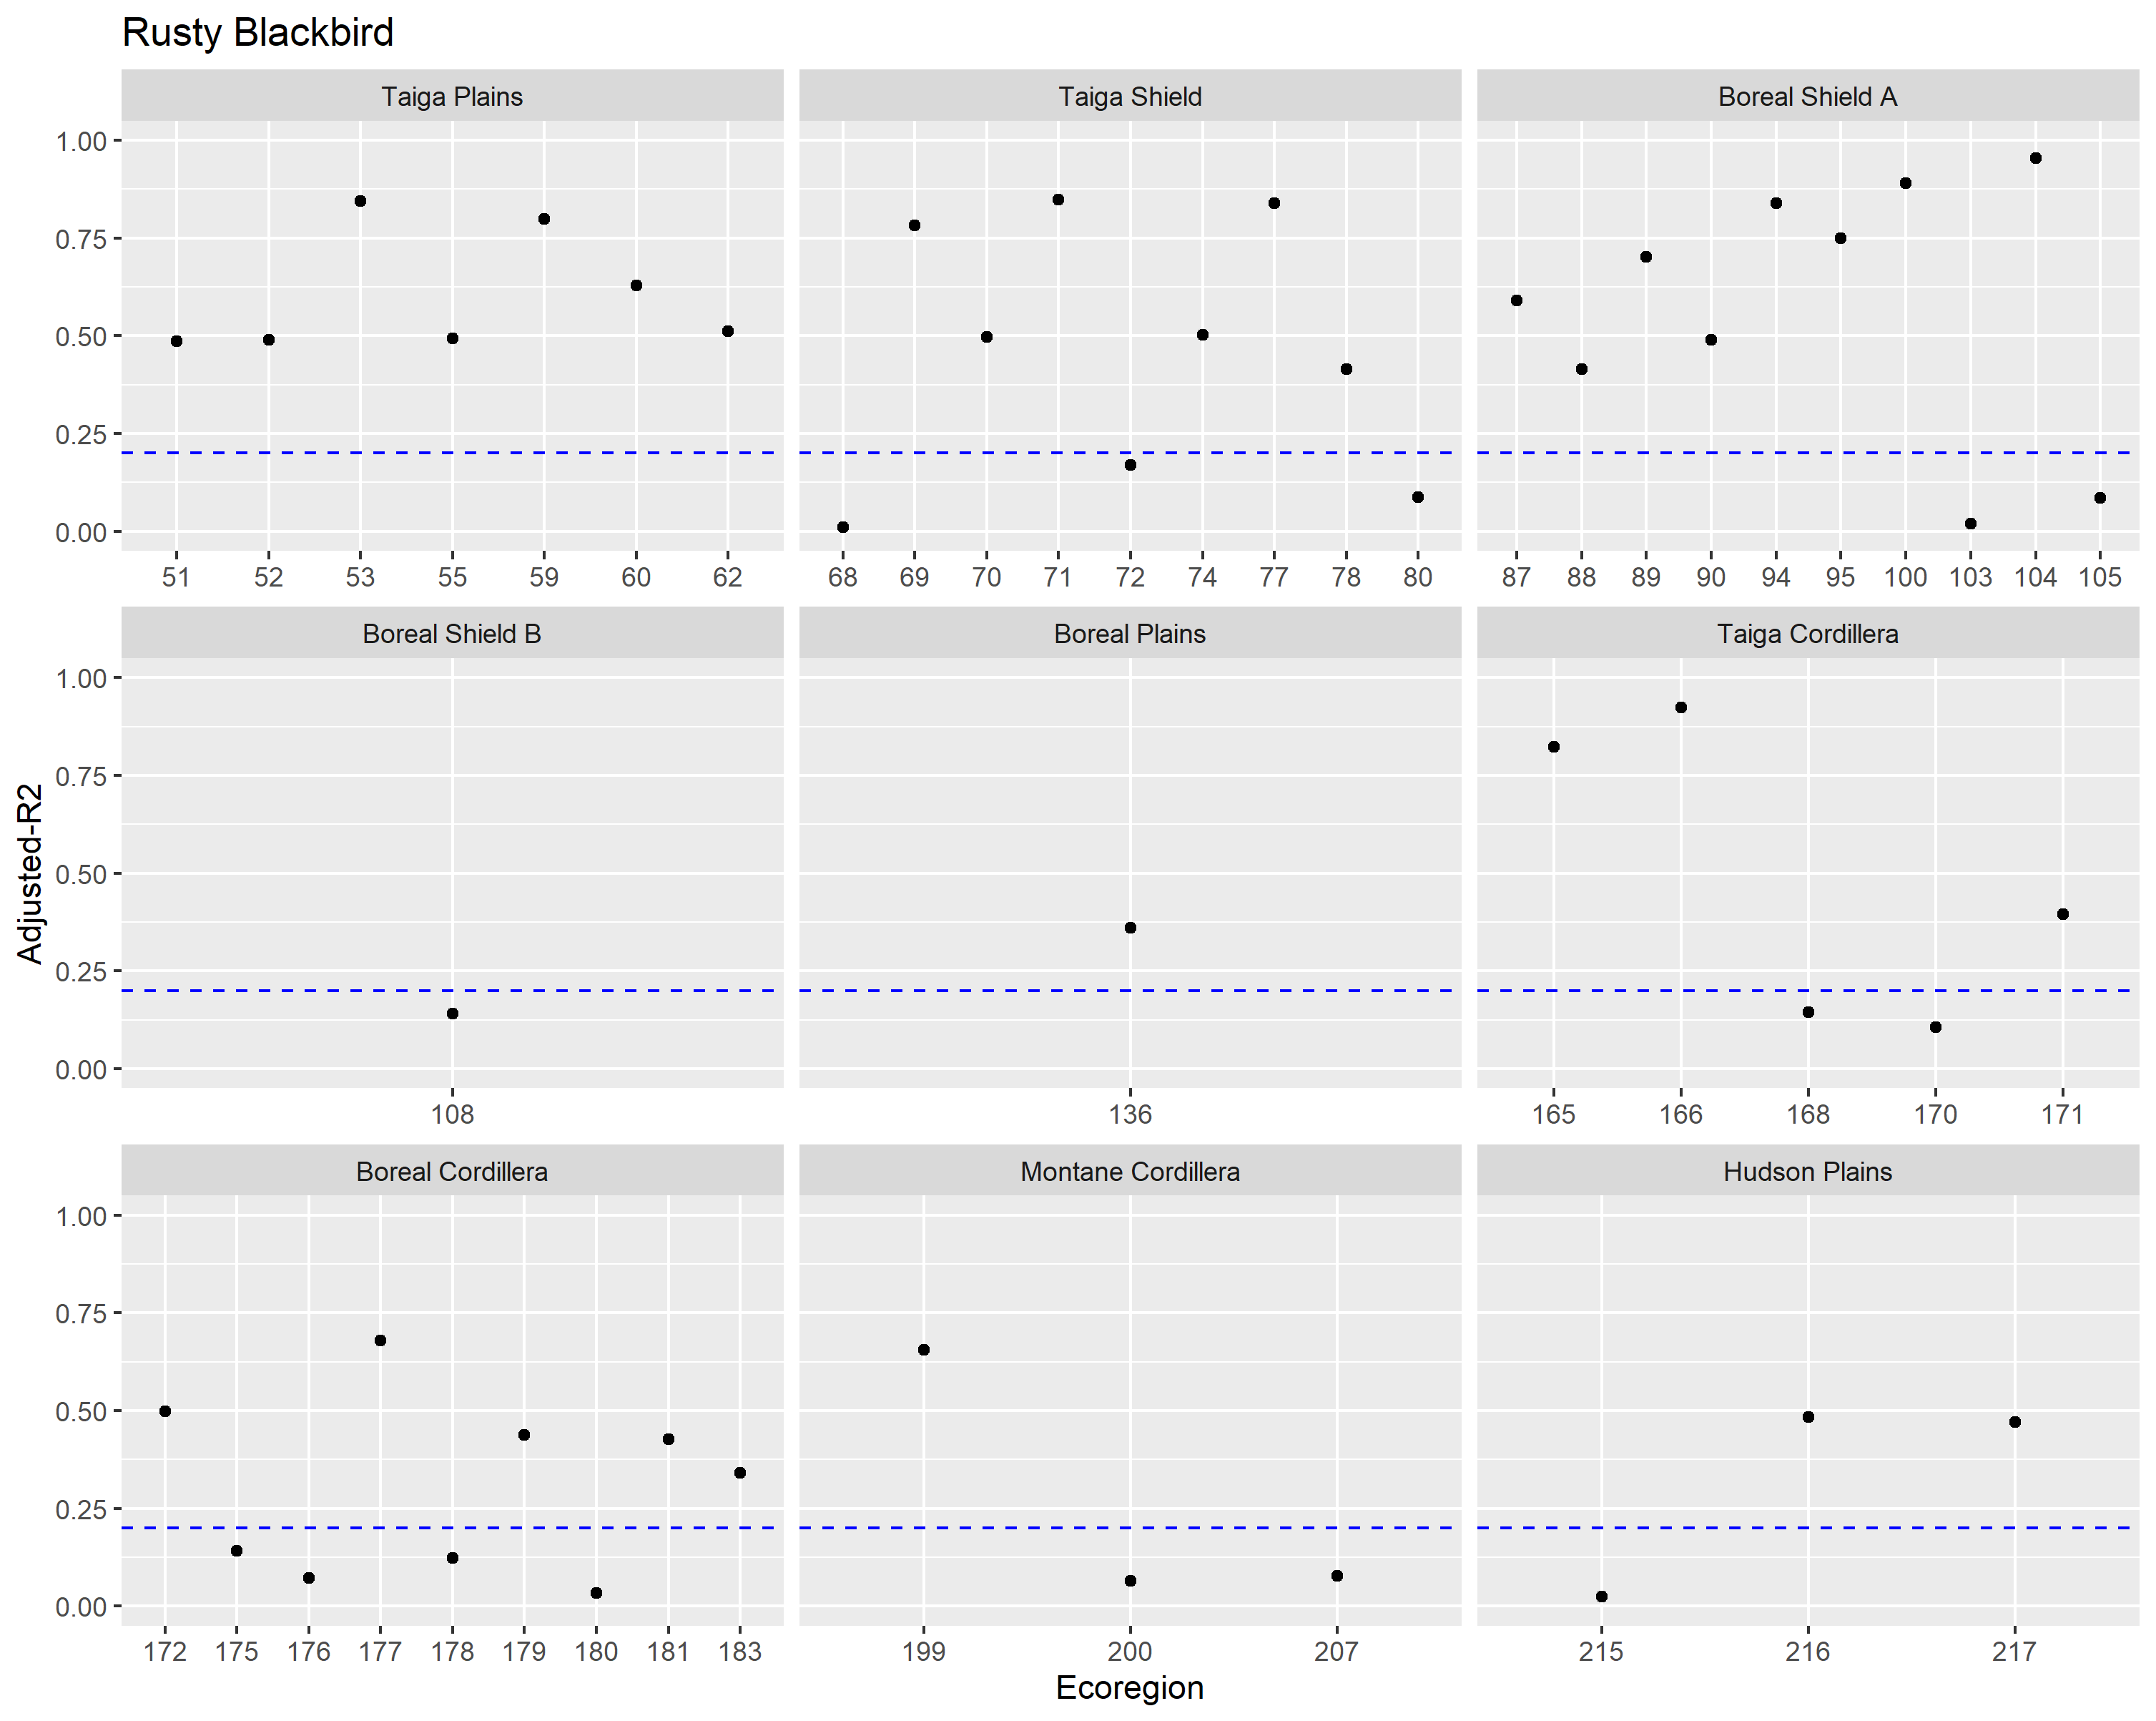 Rusty Blackbird
Taiga Plains
Taiga Shield
Boreal Shield A
1.00
0.75
0.50
0.25
0.00
51 52 53 55 59 60 62
68 69 70 71 72 74 77 78 80
87 88 89 90 94 95 100 103 104 105
Boreal Shield B
Boreal Plains
Taiga Cordillera
1.00
0.75
0.50
0.25
0.00
108
136
165 166 168 170 171
Adjusted-R2
Boreal Cordillera
Montane Cordillera
Hudson Plains
1.00
0.75
0.50
0.25
0.00
172 175 176 177 178 179 180 181 183
199 200 207
215 216 217
Ecoregion